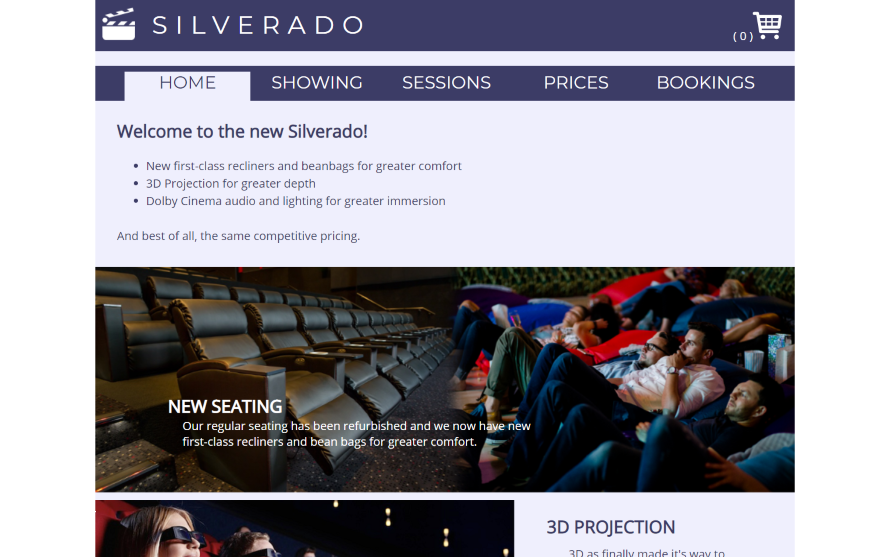 SILVERADO
( 0 )
HOME SHOWING SESSIONS PRICES BOOKINGS
Welcome to the new Silverado!
New first-class recliners and beanbags for greater comfort
3D Projection for greater depth
Dolby Cinema audio and lighting for greater immersion
And best of all, the same competitive pricing.
NEW SEATING
Our regular seating has been refurbished and we now have new
first-class recliners and bean bags for greater comfort.
3D PROJECTION
3D as finally made it's way to